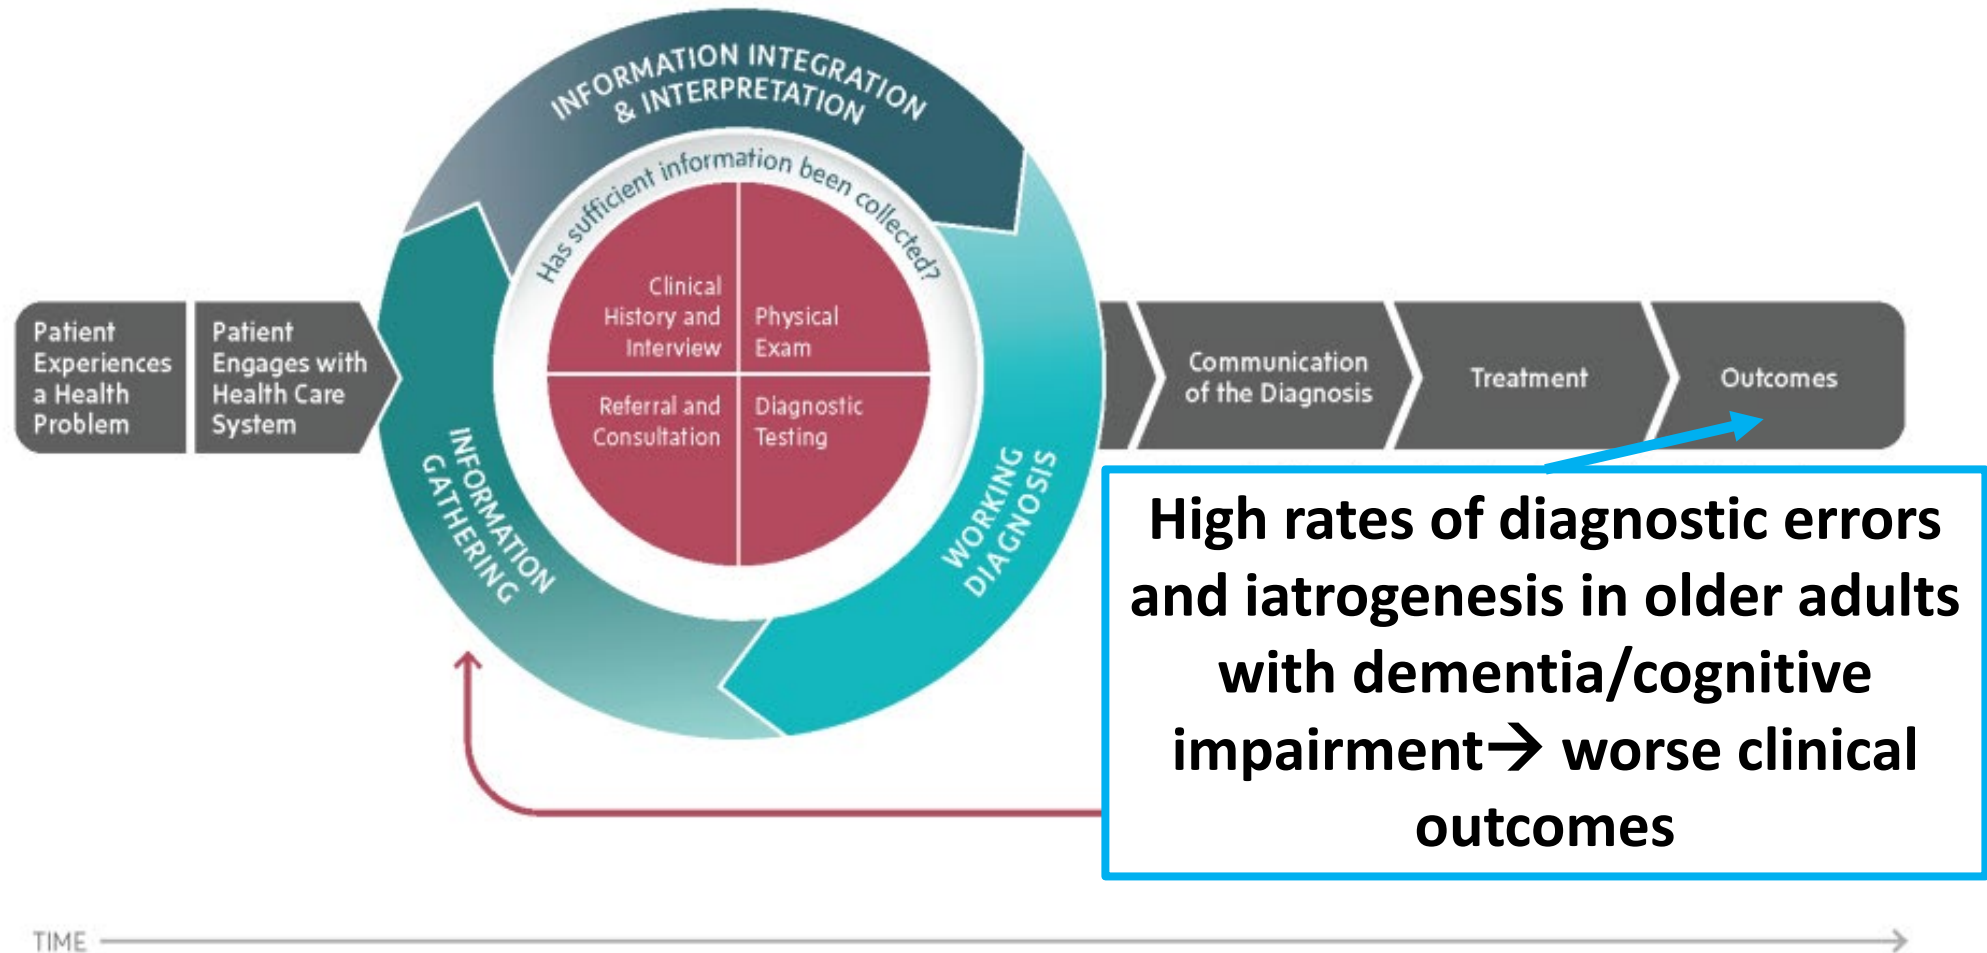 INFORMATION INTEGRATION
& INTERPRETATION
Has sufficient information been collected?
Clinical
History and
Interview
Physical
Exam
Referral and
Consultation
Diagnostic
Testing
INFORMATION
GATHERING
WORKING
DIAGNOSIS
Patient
Experiences
a Health
Problem
Patient
Engages with
Health Care
System
Communication
of the Diagnosis
Treatment
Outcomes
High rates of diagnostic errors
and iatrogenesis in older adults
with dementia/cognitive
impairment→ worse clinical
outcomes
TIME